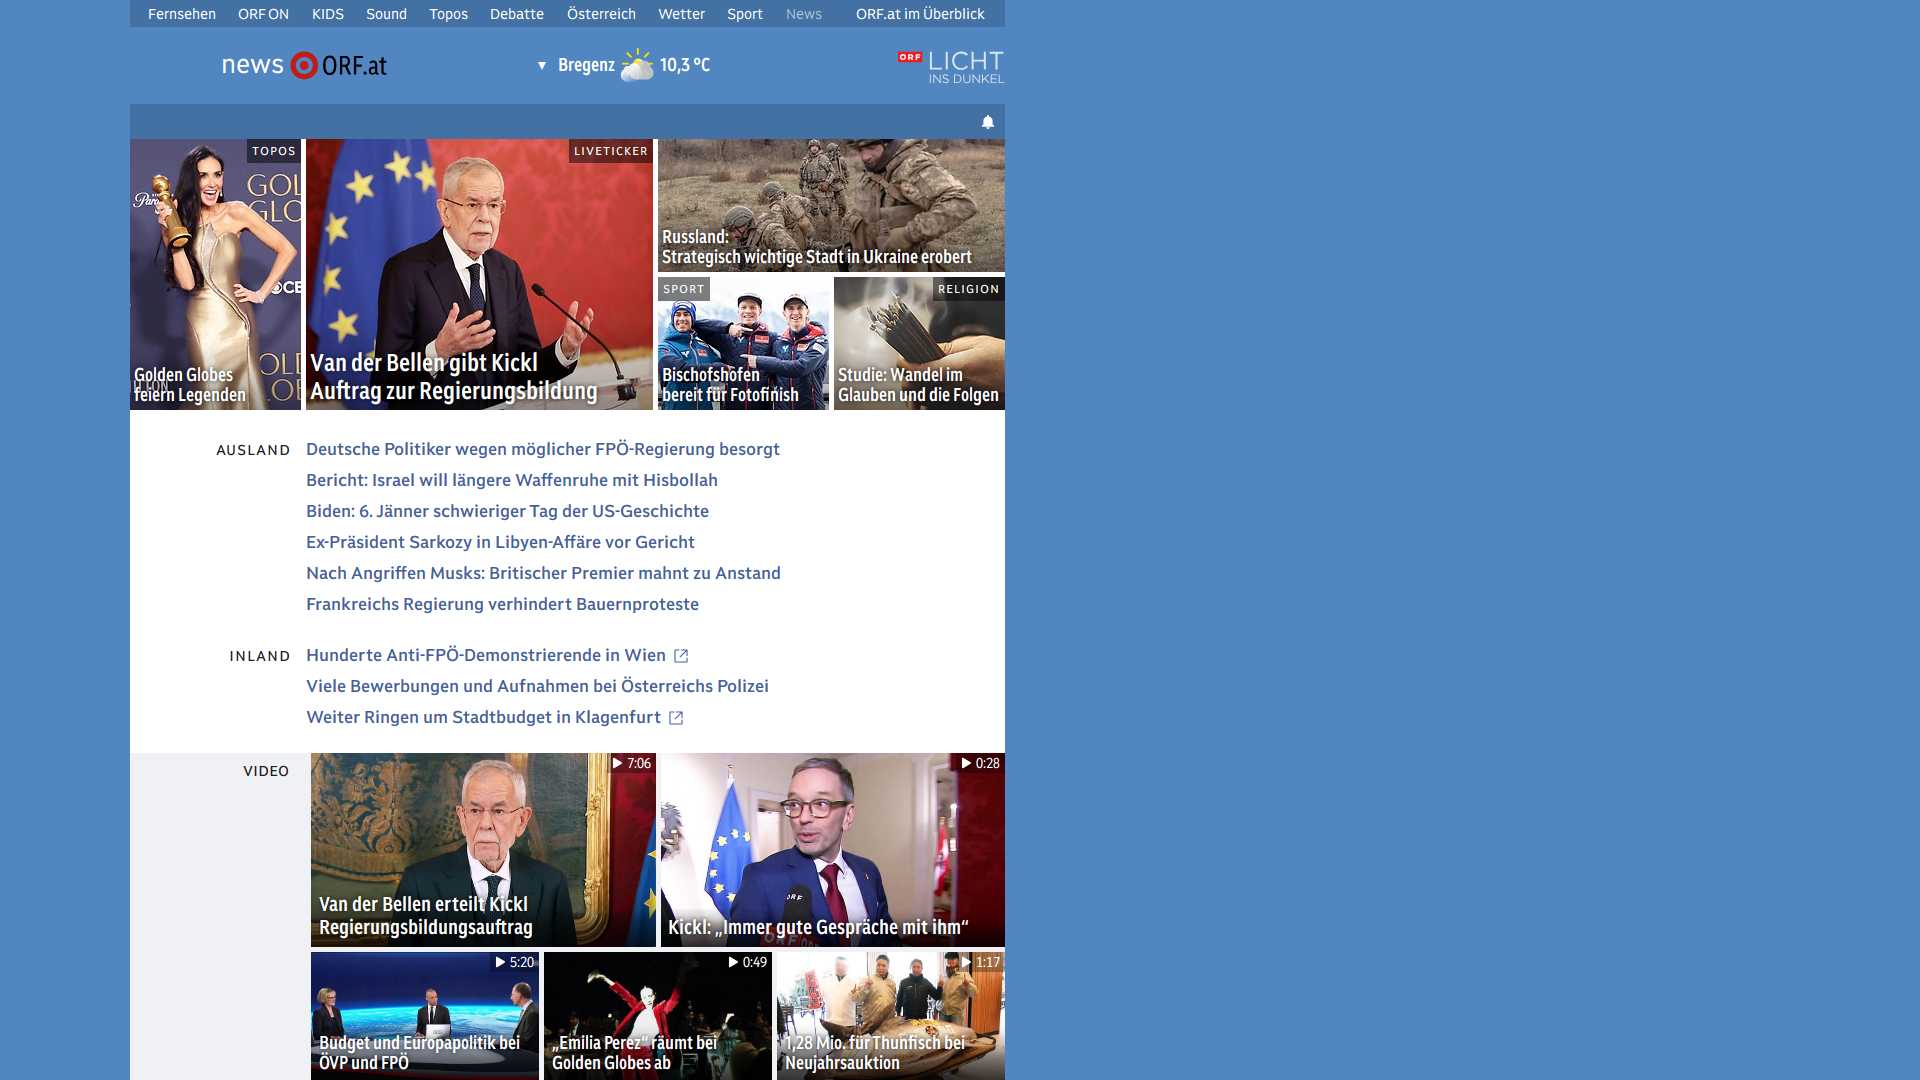 Fernsehen ORF ON KIDS Sound Topos Debatte Österreich Wetter Sport News ORF.at im Überblick
news ORF.at
Bregenz 10,3 °C
ORF LICHT
INS DUNKEL
TOPOS
Golden Globes
feiern Legenden
LIVETICKER
Van der Bellen gibt Kickl
Auftrag zur Regierungsbildung
Russland:
Strategisch wichtige Stadt in Ukraine erobert
SPORT
Bischofshofen
bereit für Fotofinish
RELIGION
Studie: Wandel im
Glauben und die Folgen
AUSLAND
Deutsche Politiker wegen möglicher FPÖ-Regierung besorgt
Bericht: Israel will längere Waffenruhe mit Hisbollah
Biden: 6. Jänner schwieriger Tag der US-Geschichte
Ex-Präsident Sarkozy in Libyen-Affäre vor Gericht
Nach Angriffen Musks: Britischer Premier mahnt zu Anstand
Frankreichs Regierung verhindert Bauernproteste
INLAND
Hunderte Anti-FPÖ-Demonstrierende in Wien
Viele Bewerbungen und Aufnahmen bei Österreichs Polizei
Weiter Ringen um Stadtbudget in Klagenfurt
VIDEO
7:06
Van der Bellen erteilt Kickl
Regierungsbildungsauftrag
0:28
Kickl: „Immer gute Gespräche mit ihm“
5:20
Budget und Europapolitik bei
ÖVP und FPÖ
0:49
„Emilia Perez“ räumt bei
Golden Globes ab
1:17
1,28 Mio. für Thunfisch bei
Neujahrsauktion